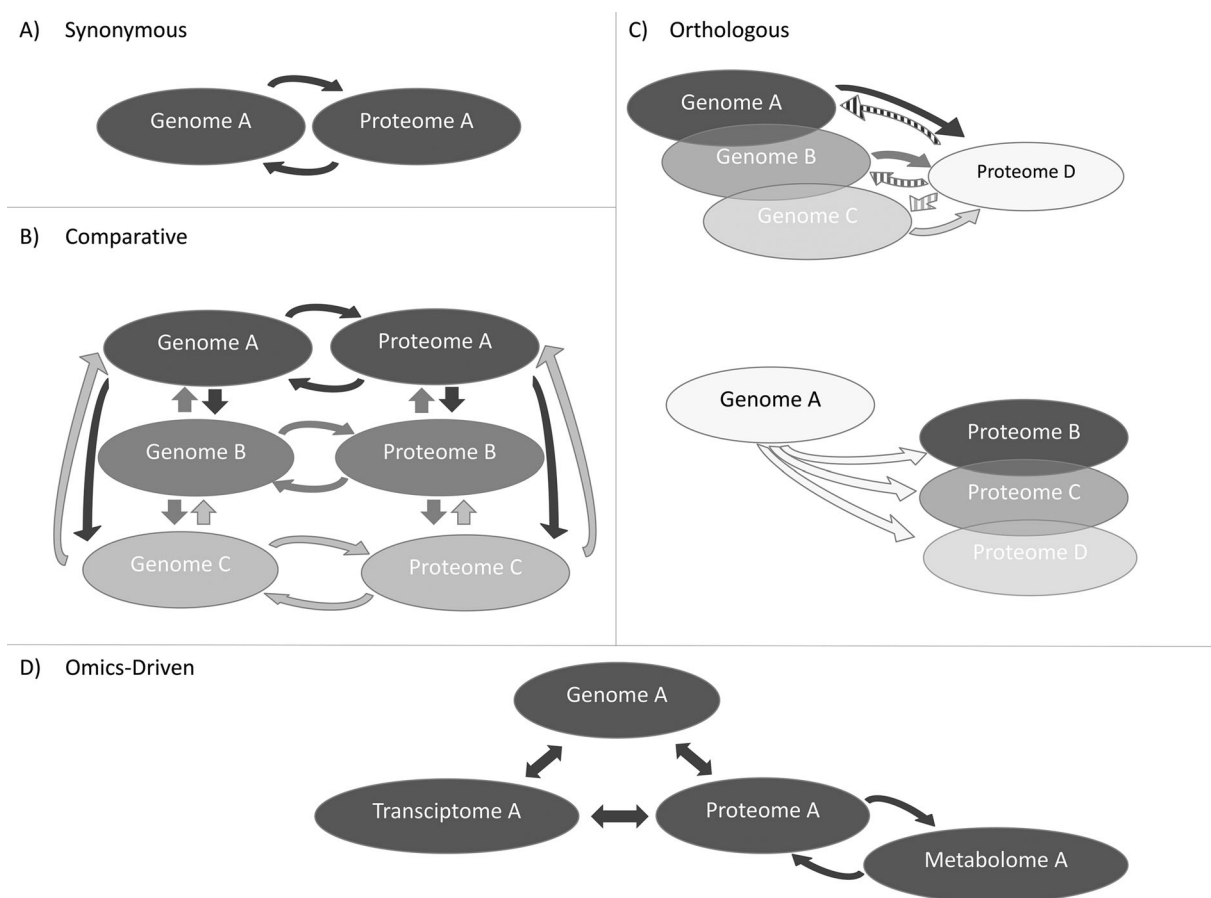 A) Synonymous
Genome A
Proteome A
B) Comparative
Genome A
Proteome A
Genome B
Proteome B
Genome C
Proteome C
C) Orthologous
Genome A
Genome B
Proteome D
Genome C
Genome A
Proteome B
Proteome C
Proteome D
D) Omics-Driven
Genome A
Transciptome A
Proteome A
Metabolome A